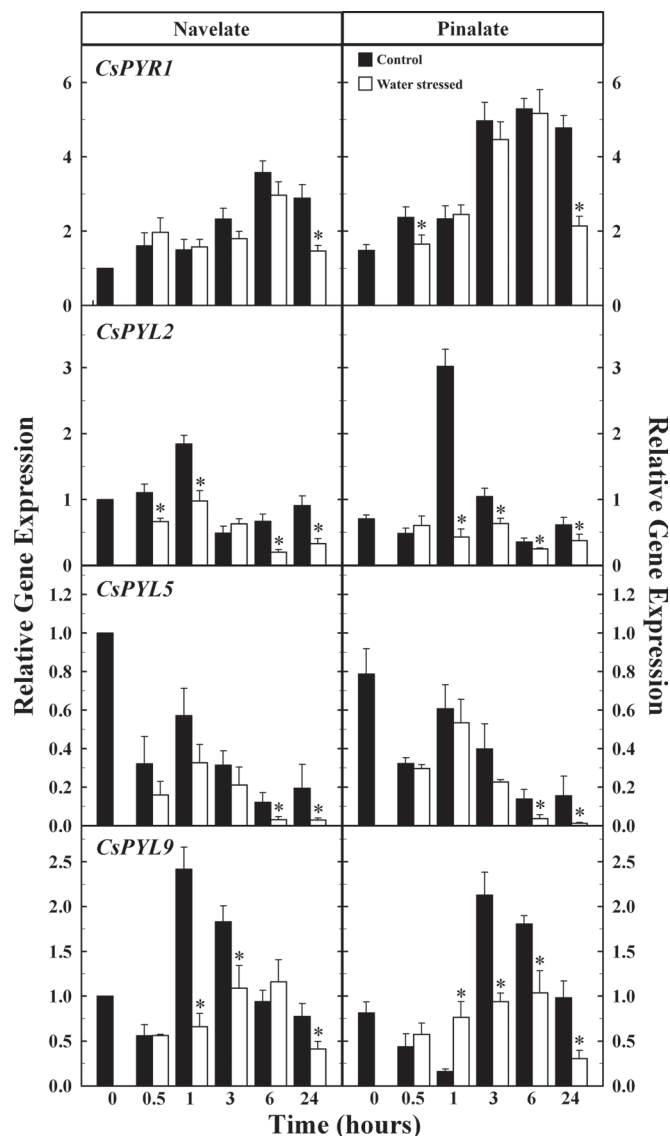 Navelate Pinalate
CsPYR1
Control
Water stressed
6 6
4 4
* *
2 2
*
0 0
CsPYL2
3 3
2 2
*
1 1
* * *
* * * *
0 0
CsPYL5
1.2 1.2
1.0 1.0
0.8 0.8
0.6 0.6
0.4 0.4
0.2 0.2
* * * *
0.0 0.0
CsPYL9
2.5 2.5
2.0 2.0
1.5 1.5
* * *
1.0 1.0
* *
0.5 * * 0.5
0.0 0.0
0 0.5 1 3 6 24 0 0.5 1 3 6 24
Time (hours)
Relative Gene Expression
Relative Gene Expression